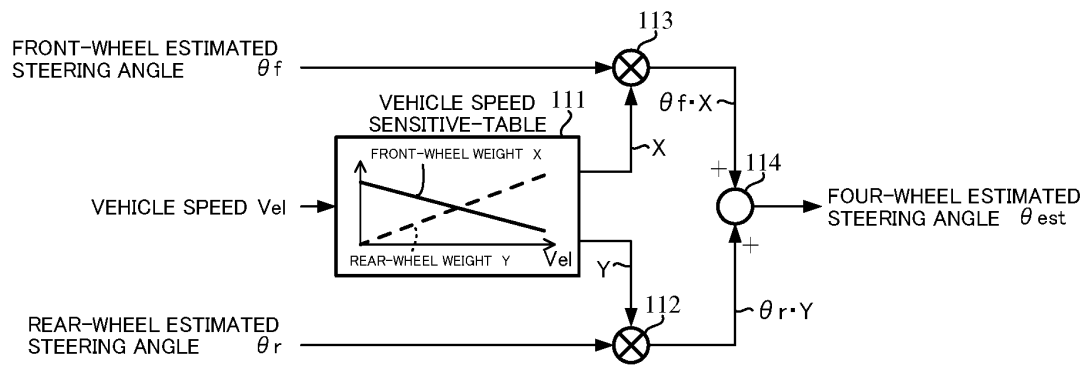 113
FRONT-WHEEL ESTIMATED
STEERING ANGLE θf
VEHICLE SPEED
SENSITIVE-TABLE
111
θf・X
X
FRONT-WHEEL WEIGHT X
+
114
VEHICLE SPEED Vel
FOUR-WHEEL ESTIMATED
STEERING ANGLE θest
+
REAR-WHEEL WEIGHT Y
Vel
Y
112
θr・Y
REAR-WHEEL ESTIMATED
STEERING ANGLE θr